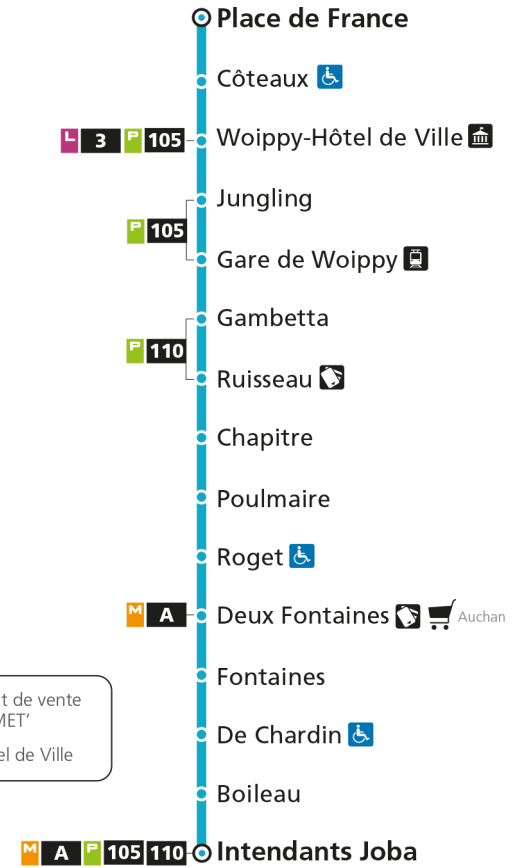 Place de France
Côteaux
L 3 P 105 Woippy-Hôtel de Ville
Jungling
P 105
Gare de Woippy
Gambetta
P 110
Ruisseau
Chapitre
Poulmaire
Roget
M A Deux Fontaines Auchan
Fontaines
De Chardin
de vente
MET’
de Ville
Boileau
M A P 105 110 Intendants Joba